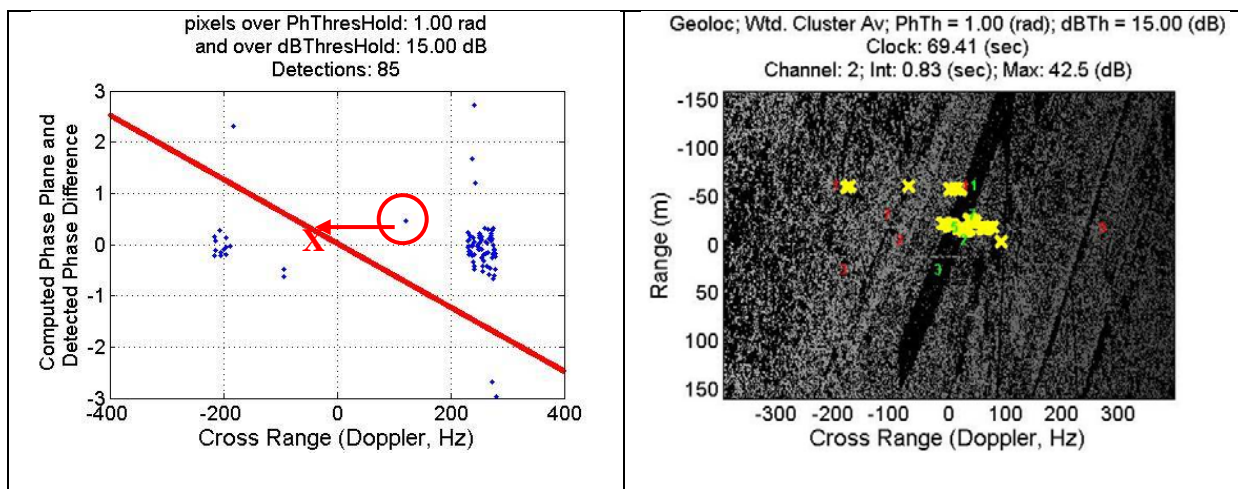 pixels over PhThresHold: 1.00 rad
and over dBThresHold: 15.00 dB
Detections: 85
Computed Phase Plane and
Detected Phase Difference
3
2
1
0
-1
-2
-3
-400
-200
0
200
400
Cross Range (Doppler, Hz)
X
Geoloc; Wtd. Cluster Av, PhTh = 1.00 (rad); dBTh = 15.00 (dB)
Clock: 69.41 (sec)
Channel: 2; Int: 0.83 (sec); Max: 42.5 (dB)
Range (m)
-150
-100
-50
0
50
100
150
1
3
-300
-200
-100
0
100
200
300
Cross Range (Doppler, Hz)